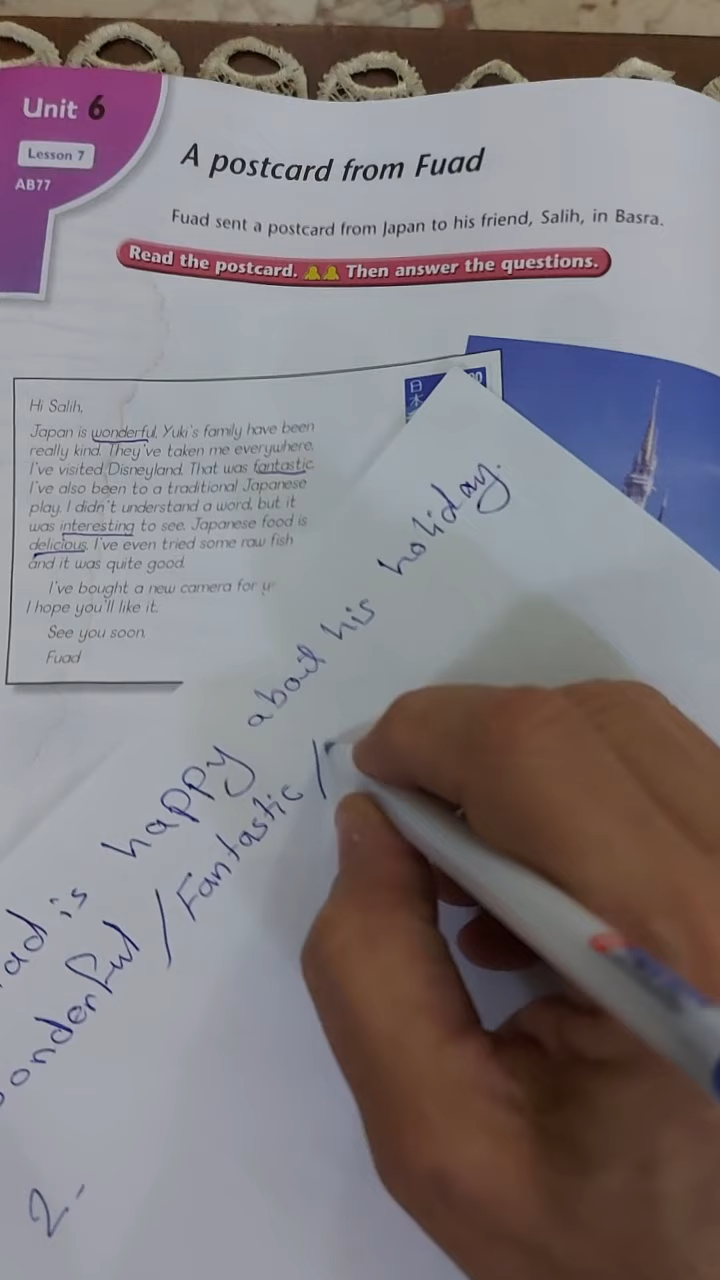 Unit 6
Lesson 7
AB77
A postcard from Fuad
Fuad sent a postcard from Japan to his friend, Salih, in Basra.
Read the postcard. Then answer the questions.
日
本
Hi Salih,
Japan is wonderful. Yuki's family have been
really kind. They've taken me everywhere.
I've visited Disneyland. That was fantastic.
I've also been to a traditional Japanese
play. I didn't understand a word, but it
was interesting to see. Japanese food is
delicious. I've even tried some raw fish
and it was quite good.
I've bought a new camera for
I hope you'll like it.
See you soon.
Fuad
is happy about his holiday.
/ Fantastic /
2-